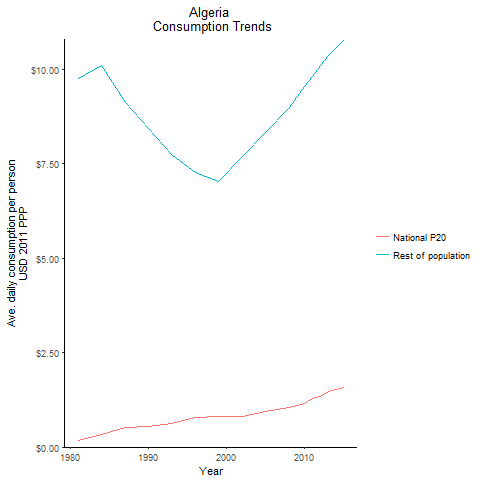 Algeria
Consumption Trends
Ave. daily consumption per person
USD 2011 PPP
$10.00
$7.50
$5.00
$2.50
$0.00
1980 1990 2000 2010
Year
National P20
Rest of population